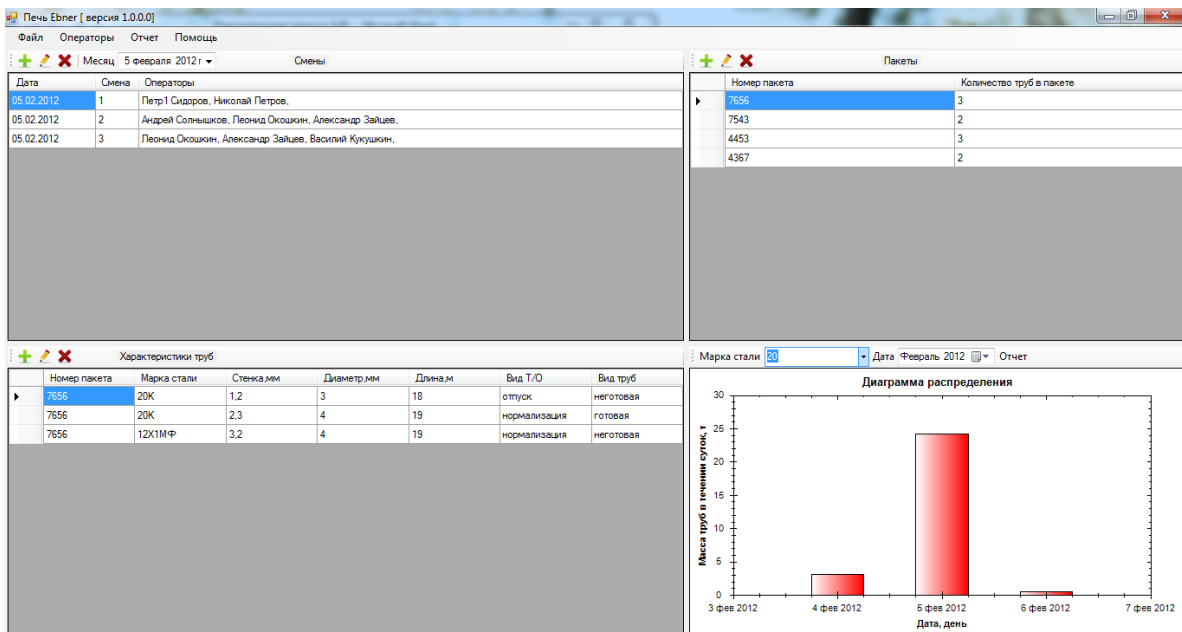 Печь Ebner [ версия 1.0.0.0]
Файл Операторы Отчет Помощь
Месяц 5 февраля 2012 г Смены
Дата Смена Операторы
05.02.2012 1 Петр1 Сидоров, Николай Петров,
05.02.2012 2 Андрей Солнышков, Леонид Окошкин, Александр Зайцев,
05.02.2012 3 Леонид Окошкин, Александр Зайцев, Василий Кукушкин,
Пакеты
Номер пакета Количество труб в пакете
7656 3
7543 2
4453 3
4367 2
Характеристики труб
Номер пакета Марка стали Стенка,мм Диаметр,мм Длина,м Вид Т/О Вид труб
7656 20К 1,2 3 18 отпуск неготовая
7656 20К 2,3 4 19 нормализация готовая
7656 12Х1МФ 3,2 4 19 нормализация неготовая
Марка стали 20 Дата Февраль 2012 Отчет
Диаграмма распределения
Масса труб в течении суток, т
30
25
20
15
10
5
0
3 фев 2012 4 фев 2012 5 фев 2012 6 фев 2012 7 фев 2012
Дата, день